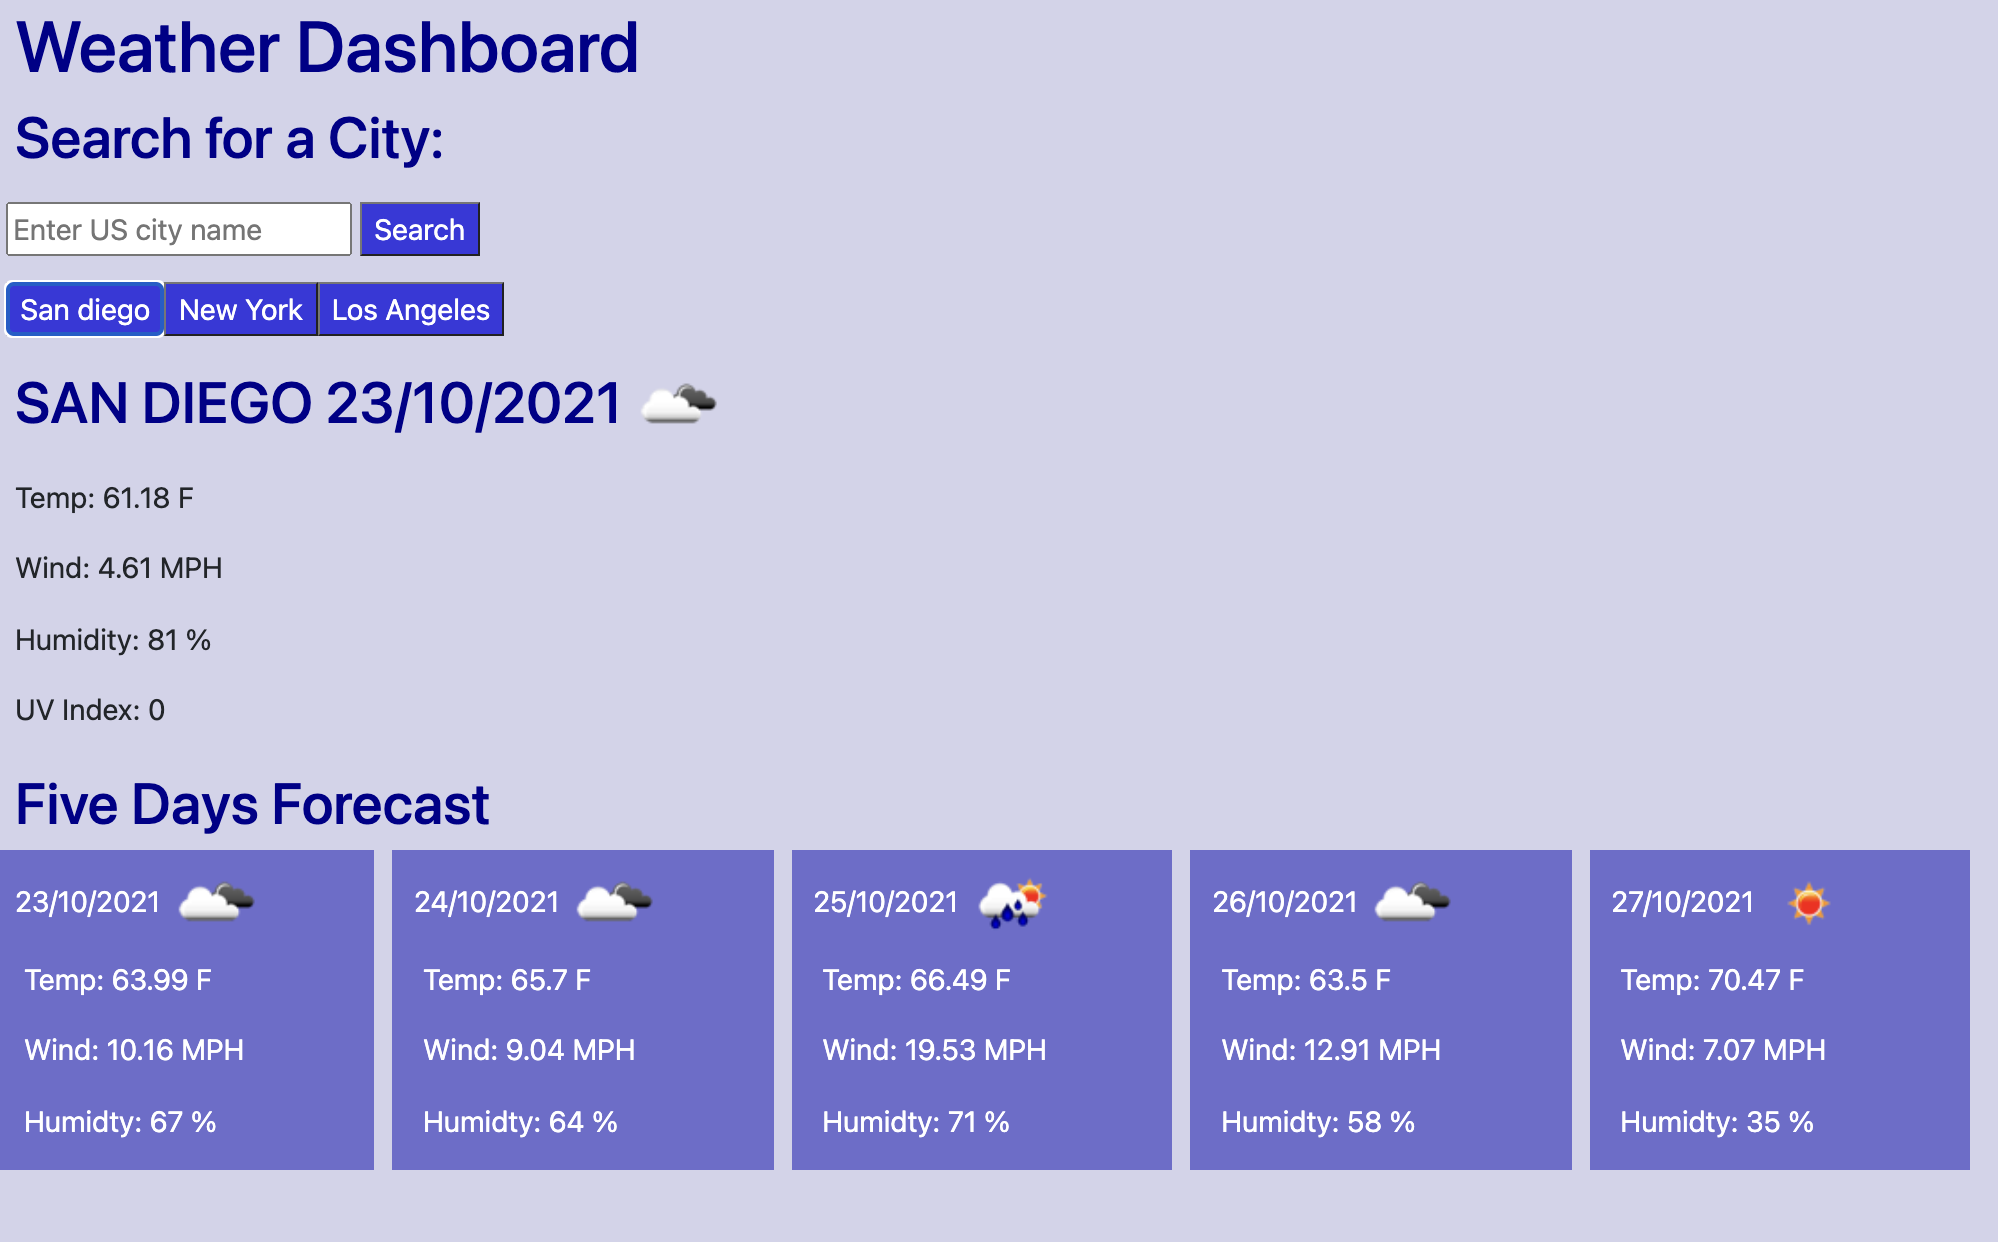 Weather Dashboard
Search for a City:
Enter US city name Search
San diego New York Los Angeles
SAN DIEGO 23/10/2021
Temp: 61.18 F
Wind: 4.61 MPH
Humidity: 81 %
UV Index: 0
Five Days Forecast
23/10/2021
Temp: 63.99 F
Wind: 10.16 MPH
Humidty: 67 %
24/10/2021
Temp: 65.7 F
Wind: 9.04 MPH
Humidty: 64 %
25/10/2021
Temp: 66.49 F
Wind: 19.53 MPH
Humidty: 71 %
26/10/2021
Temp: 63.5 F
Wind: 12.91 MPH
Humidty: 58 %
27/10/2021
Temp: 70.47 F
Wind: 7.07 MPH
Humidty: 35 %